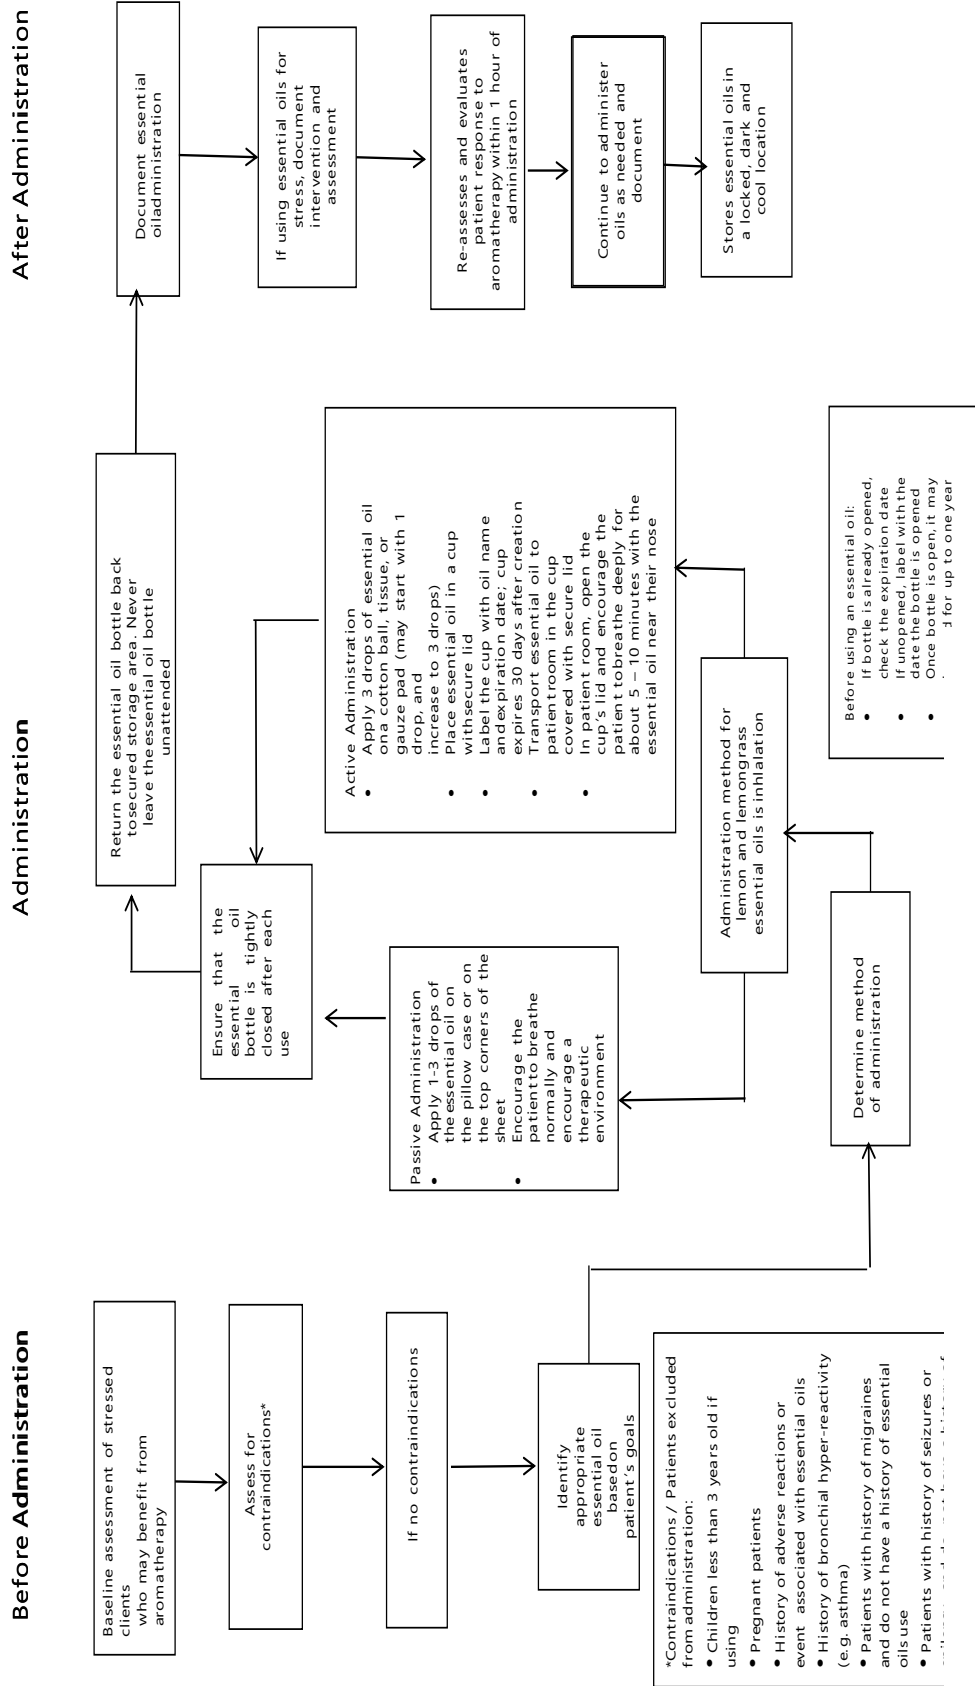 Before Administration
Baseline assessment of stressed
clients
who may benefit from
aromatherapy
Assess for
contraindications*
If no contraindications
Identify
appropriate
essential oil
basedon
patient's goals
*Contraindications / Patients excluded
from administration:
• Children less than 3 years old if
using
• Pregnant patients
• History of adverse reactions or
event associated with essential oils
• History of bronchial hyper-reactivity
(e.g. asthma)
• Patients with history of migraines
and do not have a history of essential
oils use
• Patients with history of seizures or
Administration
Return the essential oil bottle back
tosecured storage area. Never
leave the essential oil bottle
unattended
Ensure that the
essential oil
bottle is tightly
closed after each
use
Active Administration
• Apply 3 drops of essential oil
ona cotton ball, tissue, or
gauze pad (may start with 1
drop, and
increase to 3 drops)
• Place essential oil in a cup
withsecure lid
• Label the cup with oil name
andexpiration date; cup
expires 30 days after creation
• Transport essential oil to
patientroom in the cup
covered with secure lid
• In patient room, open the
cup's lid and encourage the
patient tobreathe deeply for
about 5 – 10 minutes with the
essential oil near their nose
Passive Administration
• Apply 1-3 drops of
the essential oil on
the pillow case or on
the top corners of the
sheet
• Encourage the
patient to breathe
normally and
encourage a
therapeutic
environment
Administration method for
lemon and lemongrass
essential oils is inhlalation
Determine method
of administration
Before using an essential oil:
• If bottle is already opened,
check the expiration date
• If unopened, label with the
date the bottle is opened
• Once bottle is open, it may
for up to one year
After Administration
Document essential
oiladministration
If using essential oils for
stress, document
intervention and
assessment
Re-assesses and evaluates
patient response to
aromatherapy within 1 hour of
administration
Continue to administer
oils as needed and
document
Stores essential oils in
a locked, dark and
cool location